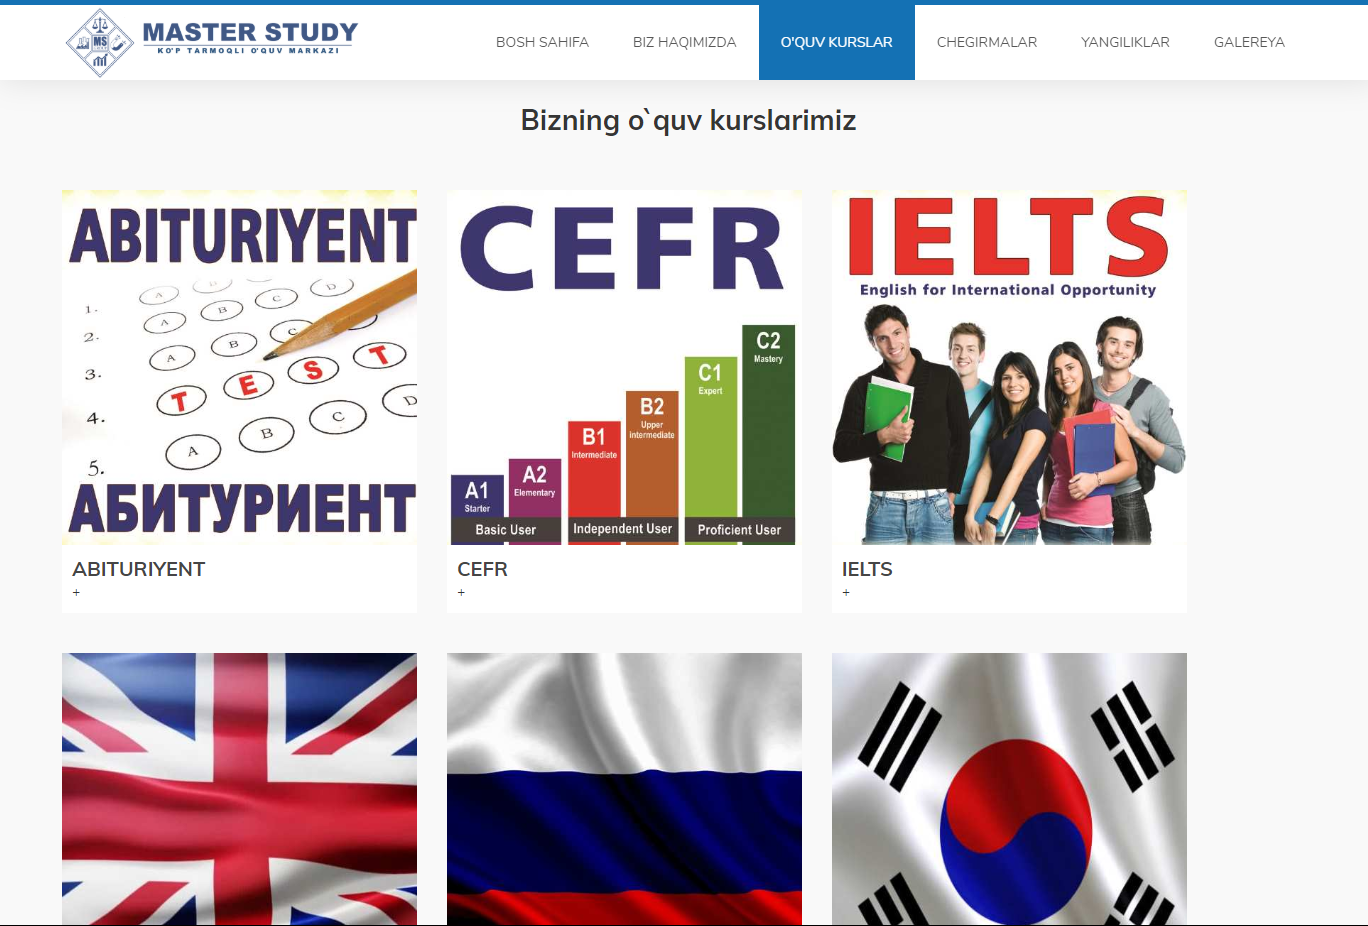 MS
MASTER STUDY
KO'P TARMOQLI O'QUV MARKAZI
BOSH SAHIFA
BIZ HAQIMIZDA
O'QUV KURSLAR
CHEGIRMALAR
YANGILIKLAR
GALEREYA
Bizning o`quv kurslarimiz
ABITURIYENT
A B C D
1. A B C
2. A B C
3. T E S T
4. A B C D
5.
АБИТУРИЕНТ
ABITURIYENT
+
CEFR
C2
Mastery
C1
Expert
B2
Upper
intermediate
B1
Intermediate
A2
Elementary
A1
Starter
Basic User
Independent User
Proficient User
CEFR
+
IELTS
English for International Opportunity
IELTS
+